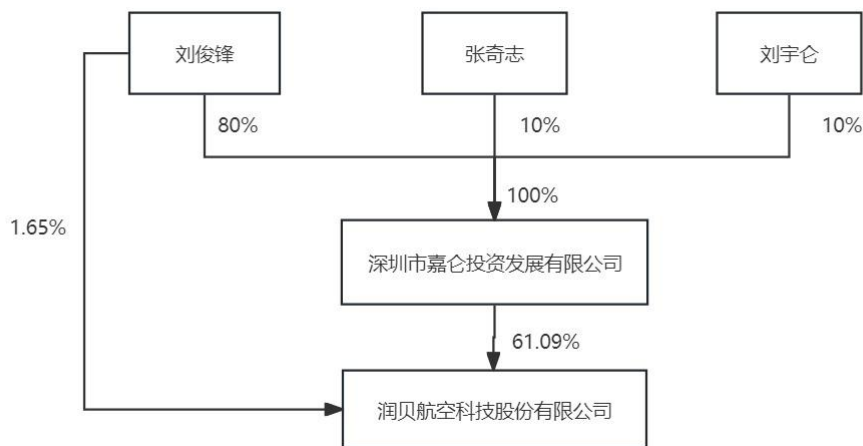 刘俊锋
张奇志
刘宇仑
80%
10%
10%
100%
1.65%
深圳市嘉仑投资发展有限公司
61.09%
润贝航空科技股份有限公司